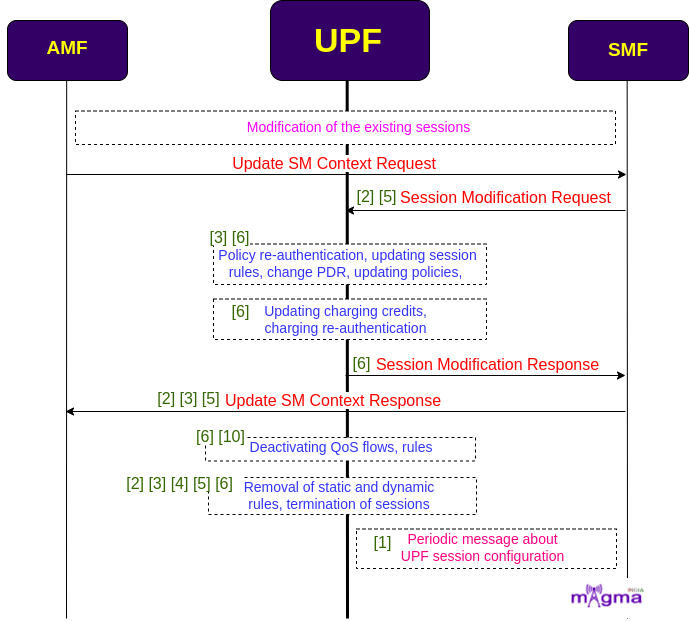 AMF
UPF
SMF
Modification of the existing sessions
Update SM Context Request
[2] [5] Session Modification Request
[3] [6]
Policy re-authentication, updating session
rules, change PDR, updating policies,
[6] Updating charging credits,
charging re-authentication
[6] Session Modification Response
[2] [3] [5] Update SM Context Response
[6] [10]
Deactivating QoS flows, rules
[2] [3] [4] [5] [6] Removal of static and dynamic
rules, termination of sessions
[1] Periodic message about
UPF session configuration
INDIA
magma